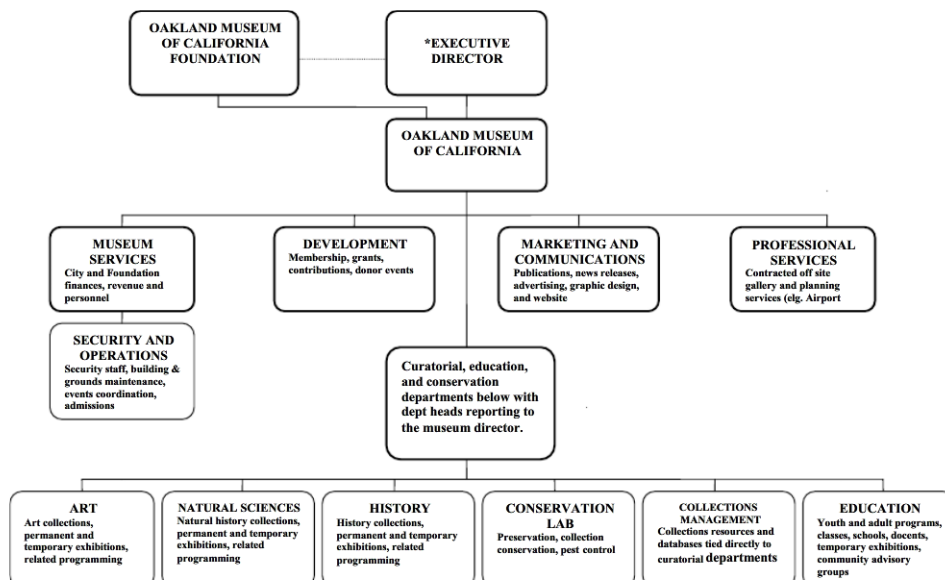 OAKLAND MUSEUM
OF CALIFORNIA
FOUNDATION
*EXECUTIVE
DIRECTOR
OAKLAND MUSEUM
OF CALIFORNIA
MUSEUM
SERVICES
City and Foundation
finances, revenue and
personnel
DEVELOPMENT
Membership, grants,
contributions, donor events
MARKETING AND
COMMUNICATIONS
Publications, news releases,
advertising, graphic design,
and website
PROFESSIONAL
SERVICES
Contracted off site
gallery and planning
services (elg. Airport
SECURITY AND
OPERATIONS
Security staff, building &
grounds maintenance,
events coordination,
admissions
Curatorial, education,
and conservation
departments below with
dept heads reporting to
the museum director.
ART
Art collections,
permanent and
temporary exhibitions,
related programming
NATURAL SCIENCES
Natural history collections,
permanent and temporary
exhibitions, related
programming
HISTORY
History collections,
permanent and temporary
exhibitions, related
programming
CONSERVATION
LAB
Preservation, collection
conservation, pest control
COLLECTIONS
MANAGEMENT
Collections resources and
databases tied directly to
curatorial departments
EDUCATION
Youth and adult programs,
classes, schools, docents,
temporary exhibitions,
community advisory
groups